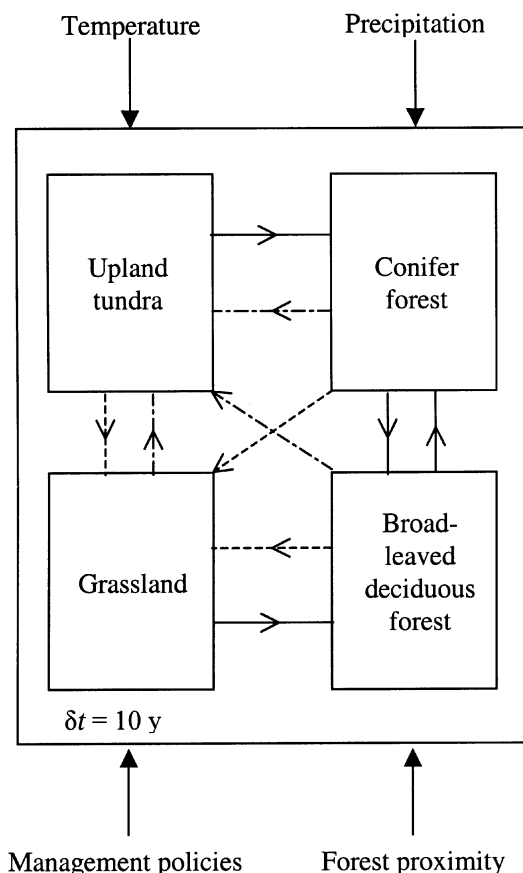 Temperature
Precipitation
Upland
tundra
Conifer
forest
Grassland
Broad-
leaved
deciduous
forest
δt = 10 y
Management policies
Forest proximity